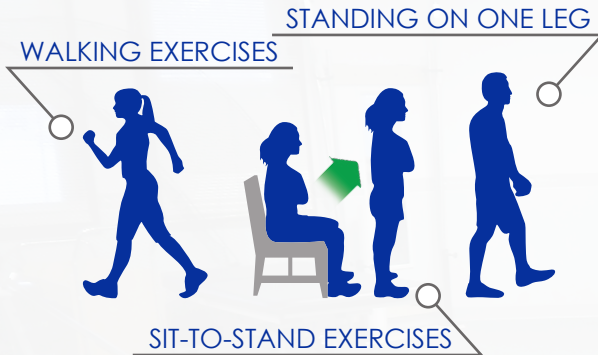 STANDING ON ONE LEG
WALKING EXERCISES
SIT-TO-STAND EXERCISES